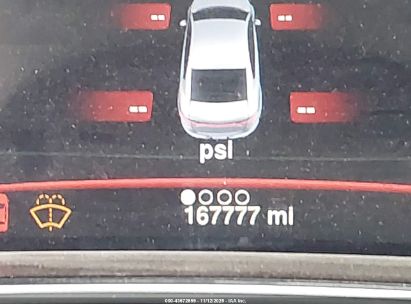 -- --
-- --
psi
167777 mi